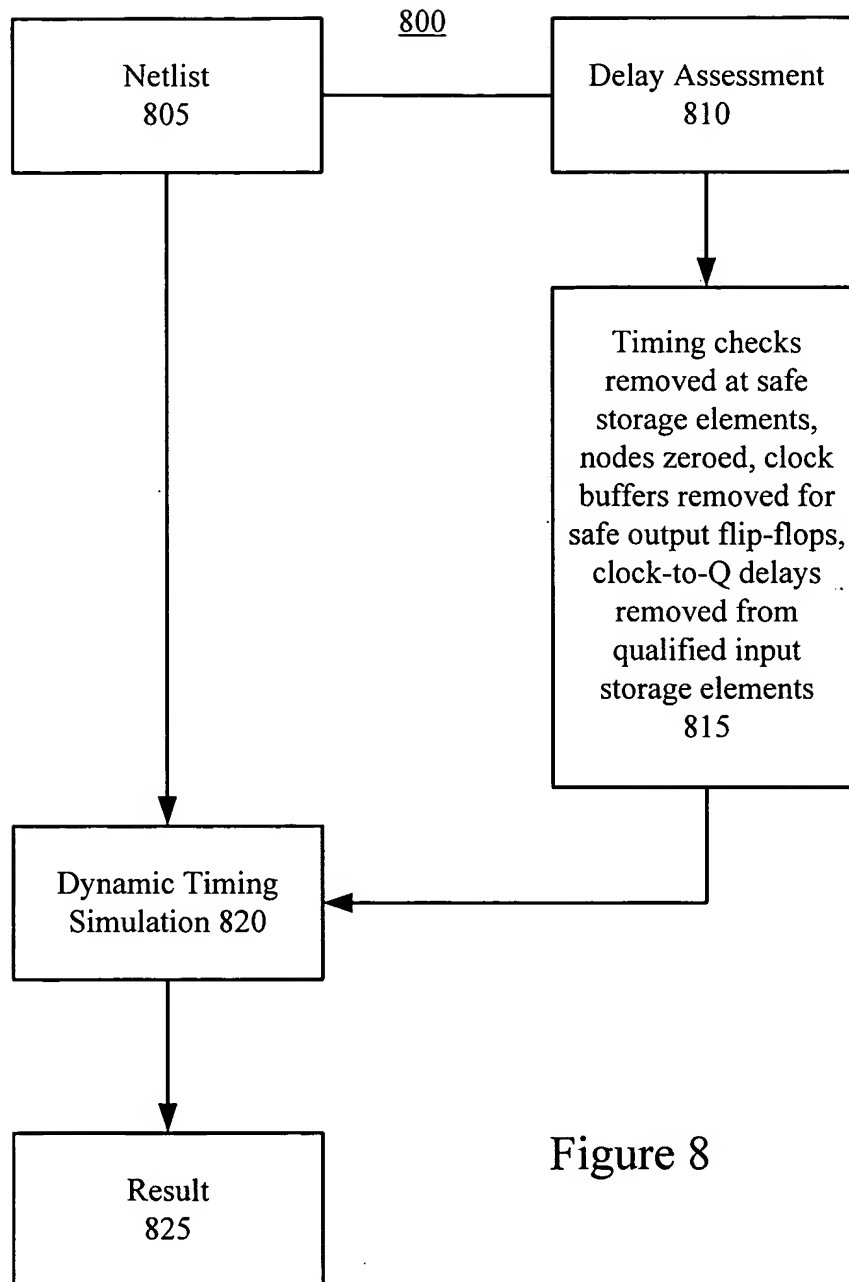 800
Netlist
805
Delay Assessment
810
Timing checks
removed at safe
storage elements,
nodes zeroed, clock
buffers removed for
safe output flip-flops,
clock-to-Q delays
removed from
qualified input
storage elements
815
Dynamic Timing
Simulation 820
Result
825
Figure 8